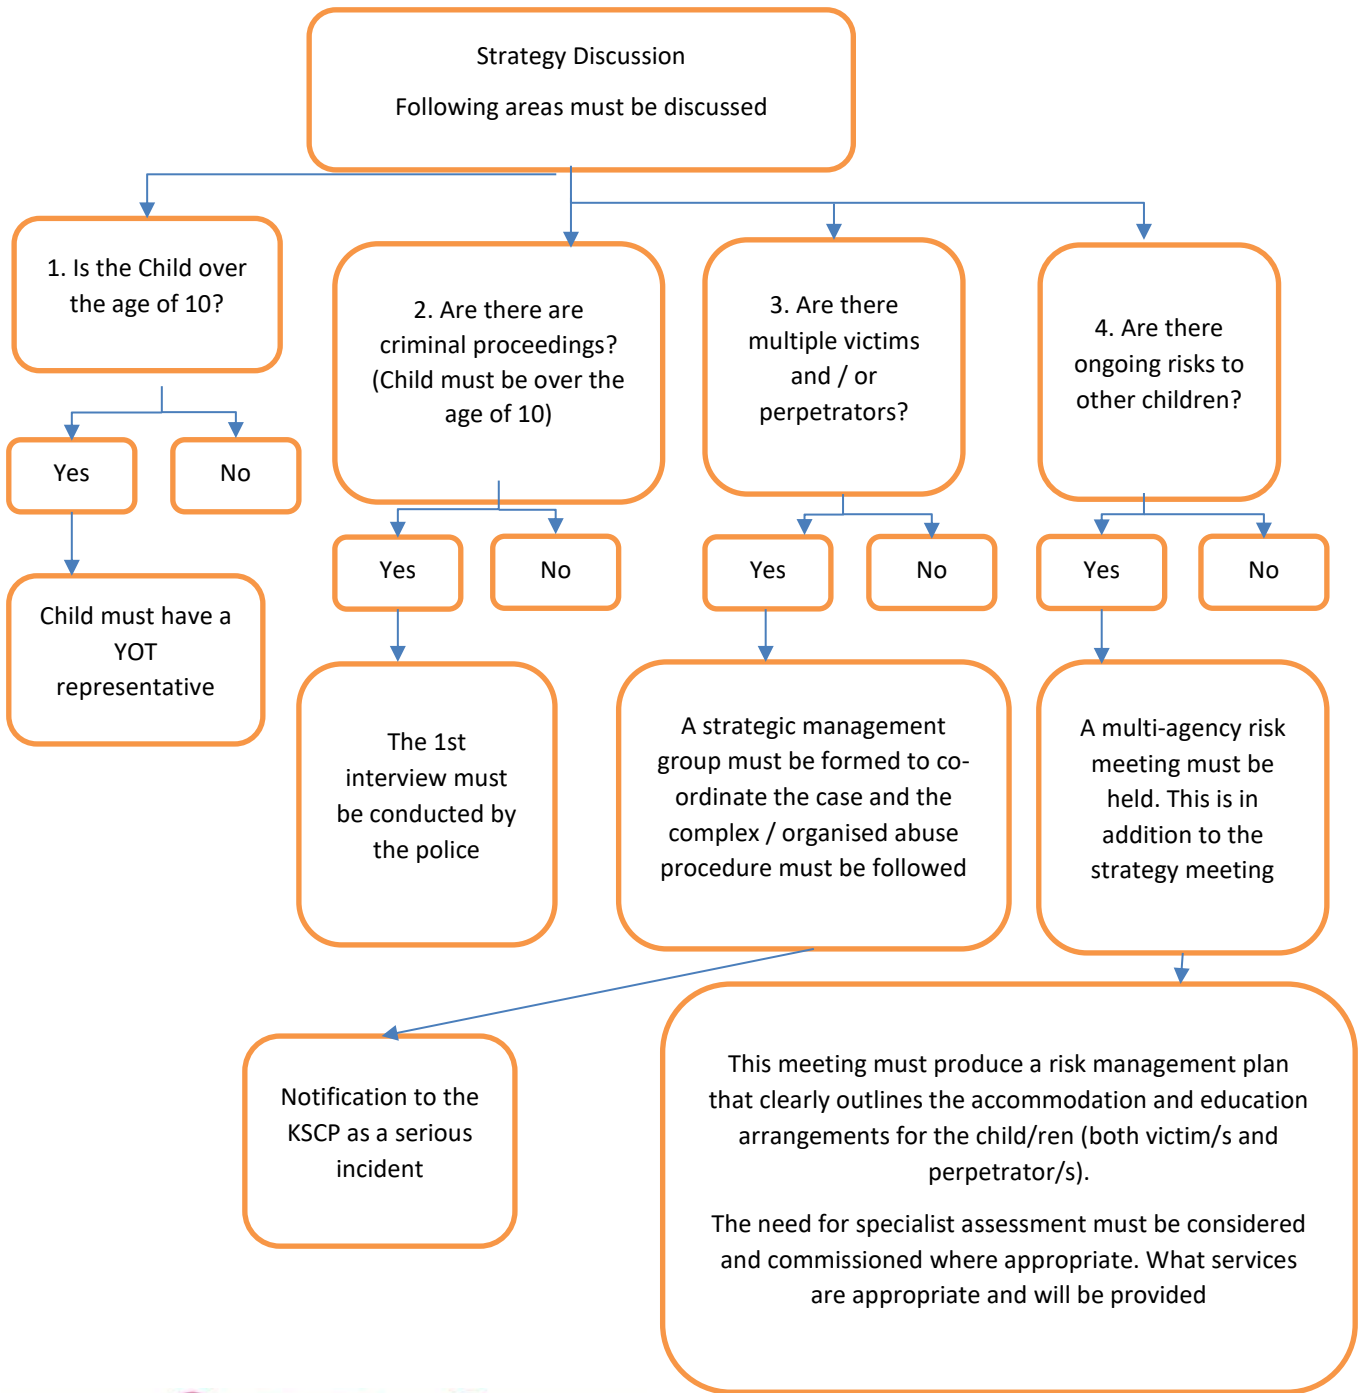 Strategy Discussion
Following areas must be discussed
1. Is the Child over
the age of 10?
Yes
No
Child must have a
YOT
representative
2. Are there are
criminal proceedings?
(Child must be over the
age of 10)
Yes
No
The 1st
interview must
be conducted by
the police
3. Are there
multiple victims
and / or
perpetrators?
Yes
No
A strategic management
group must be formed to co-
ordinate the case and the
complex / organised abuse
procedure must be followed
Notification to the
KSCP as a serious
incident
4. Are there
ongoing risks to
other children?
Yes
No
A multi-agency risk
meeting must be
held. This is in
addition to the
strategy meeting
This meeting must produce a risk management plan
that clearly outlines the accommodation and education
arrangements for the child/ren (both victim/s and
perpetrator/s).
The need for specialist assessment must be considered
and commissioned where appropriate. What services
are appropriate and will be provided